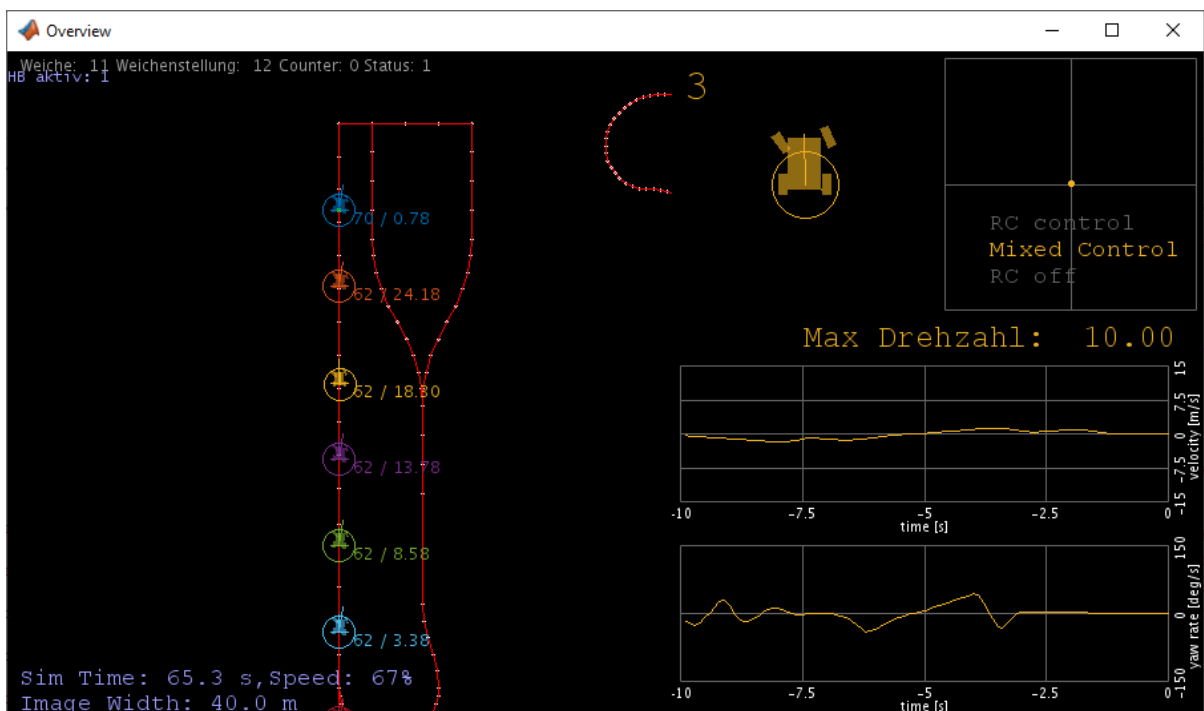 Overview
Weiche: 11 Weichenstellung: 12 Counter: 0 Status: 1
HB aktiv: 1
3
70 / 0.78
62 / 24.18
62 / 18.30
62 / 13.78
62 / 8.58
62 / 3.38
RC control
Mixed Control
RC off
Max Drehzahl: 10.00
15
7.5
0
-7.5
-15
velocity [m/s]
-10
-7.5
-5
-2.5
0
time [s]
150
0
-150
yaw rate [deg/s]
-10
-7.5
-5
-2.5
0
time [s]
Sim Time: 65.3 s,Speed: 67%
Image Width: 40.0 m